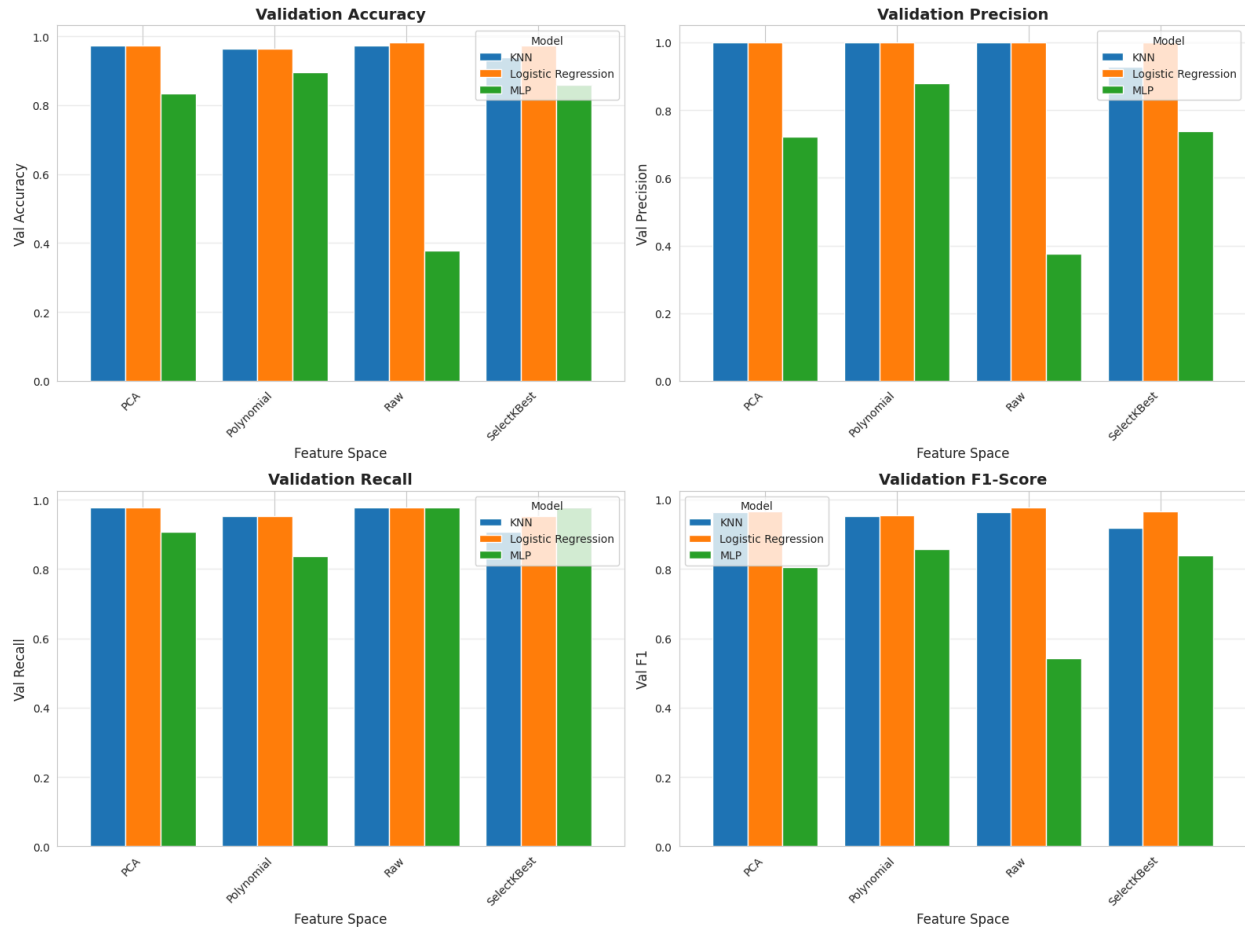 Validation Accuracy
Val Accuracy
1.0
0.8
0.6
0.4
0.2
0.0
Model
KNN
Logistic Regression
MLP
PCA
Polynomial
Raw
SelectKBest
Feature Space
Validation Precision
Val Precision
1.0
0.8
0.6
0.4
0.2
0.0
Model
KNN
Logistic Regression
MLP
PCA
Polynomial
Raw
SelectKBest
Feature Space
Validation Recall
Val Recall
1.0
0.8
0.6
0.4
0.2
0.0
Model
KNN
Logistic Regression
MLP
PCA
Polynomial
Raw
SelectKBest
Feature Space
Validation F1-Score
Val F1
1.0
0.8
0.6
0.4
0.2
0.0
Model
KNN
Logistic Regression
MLP
PCA
Polynomial
Raw
SelectKBest
Feature Space